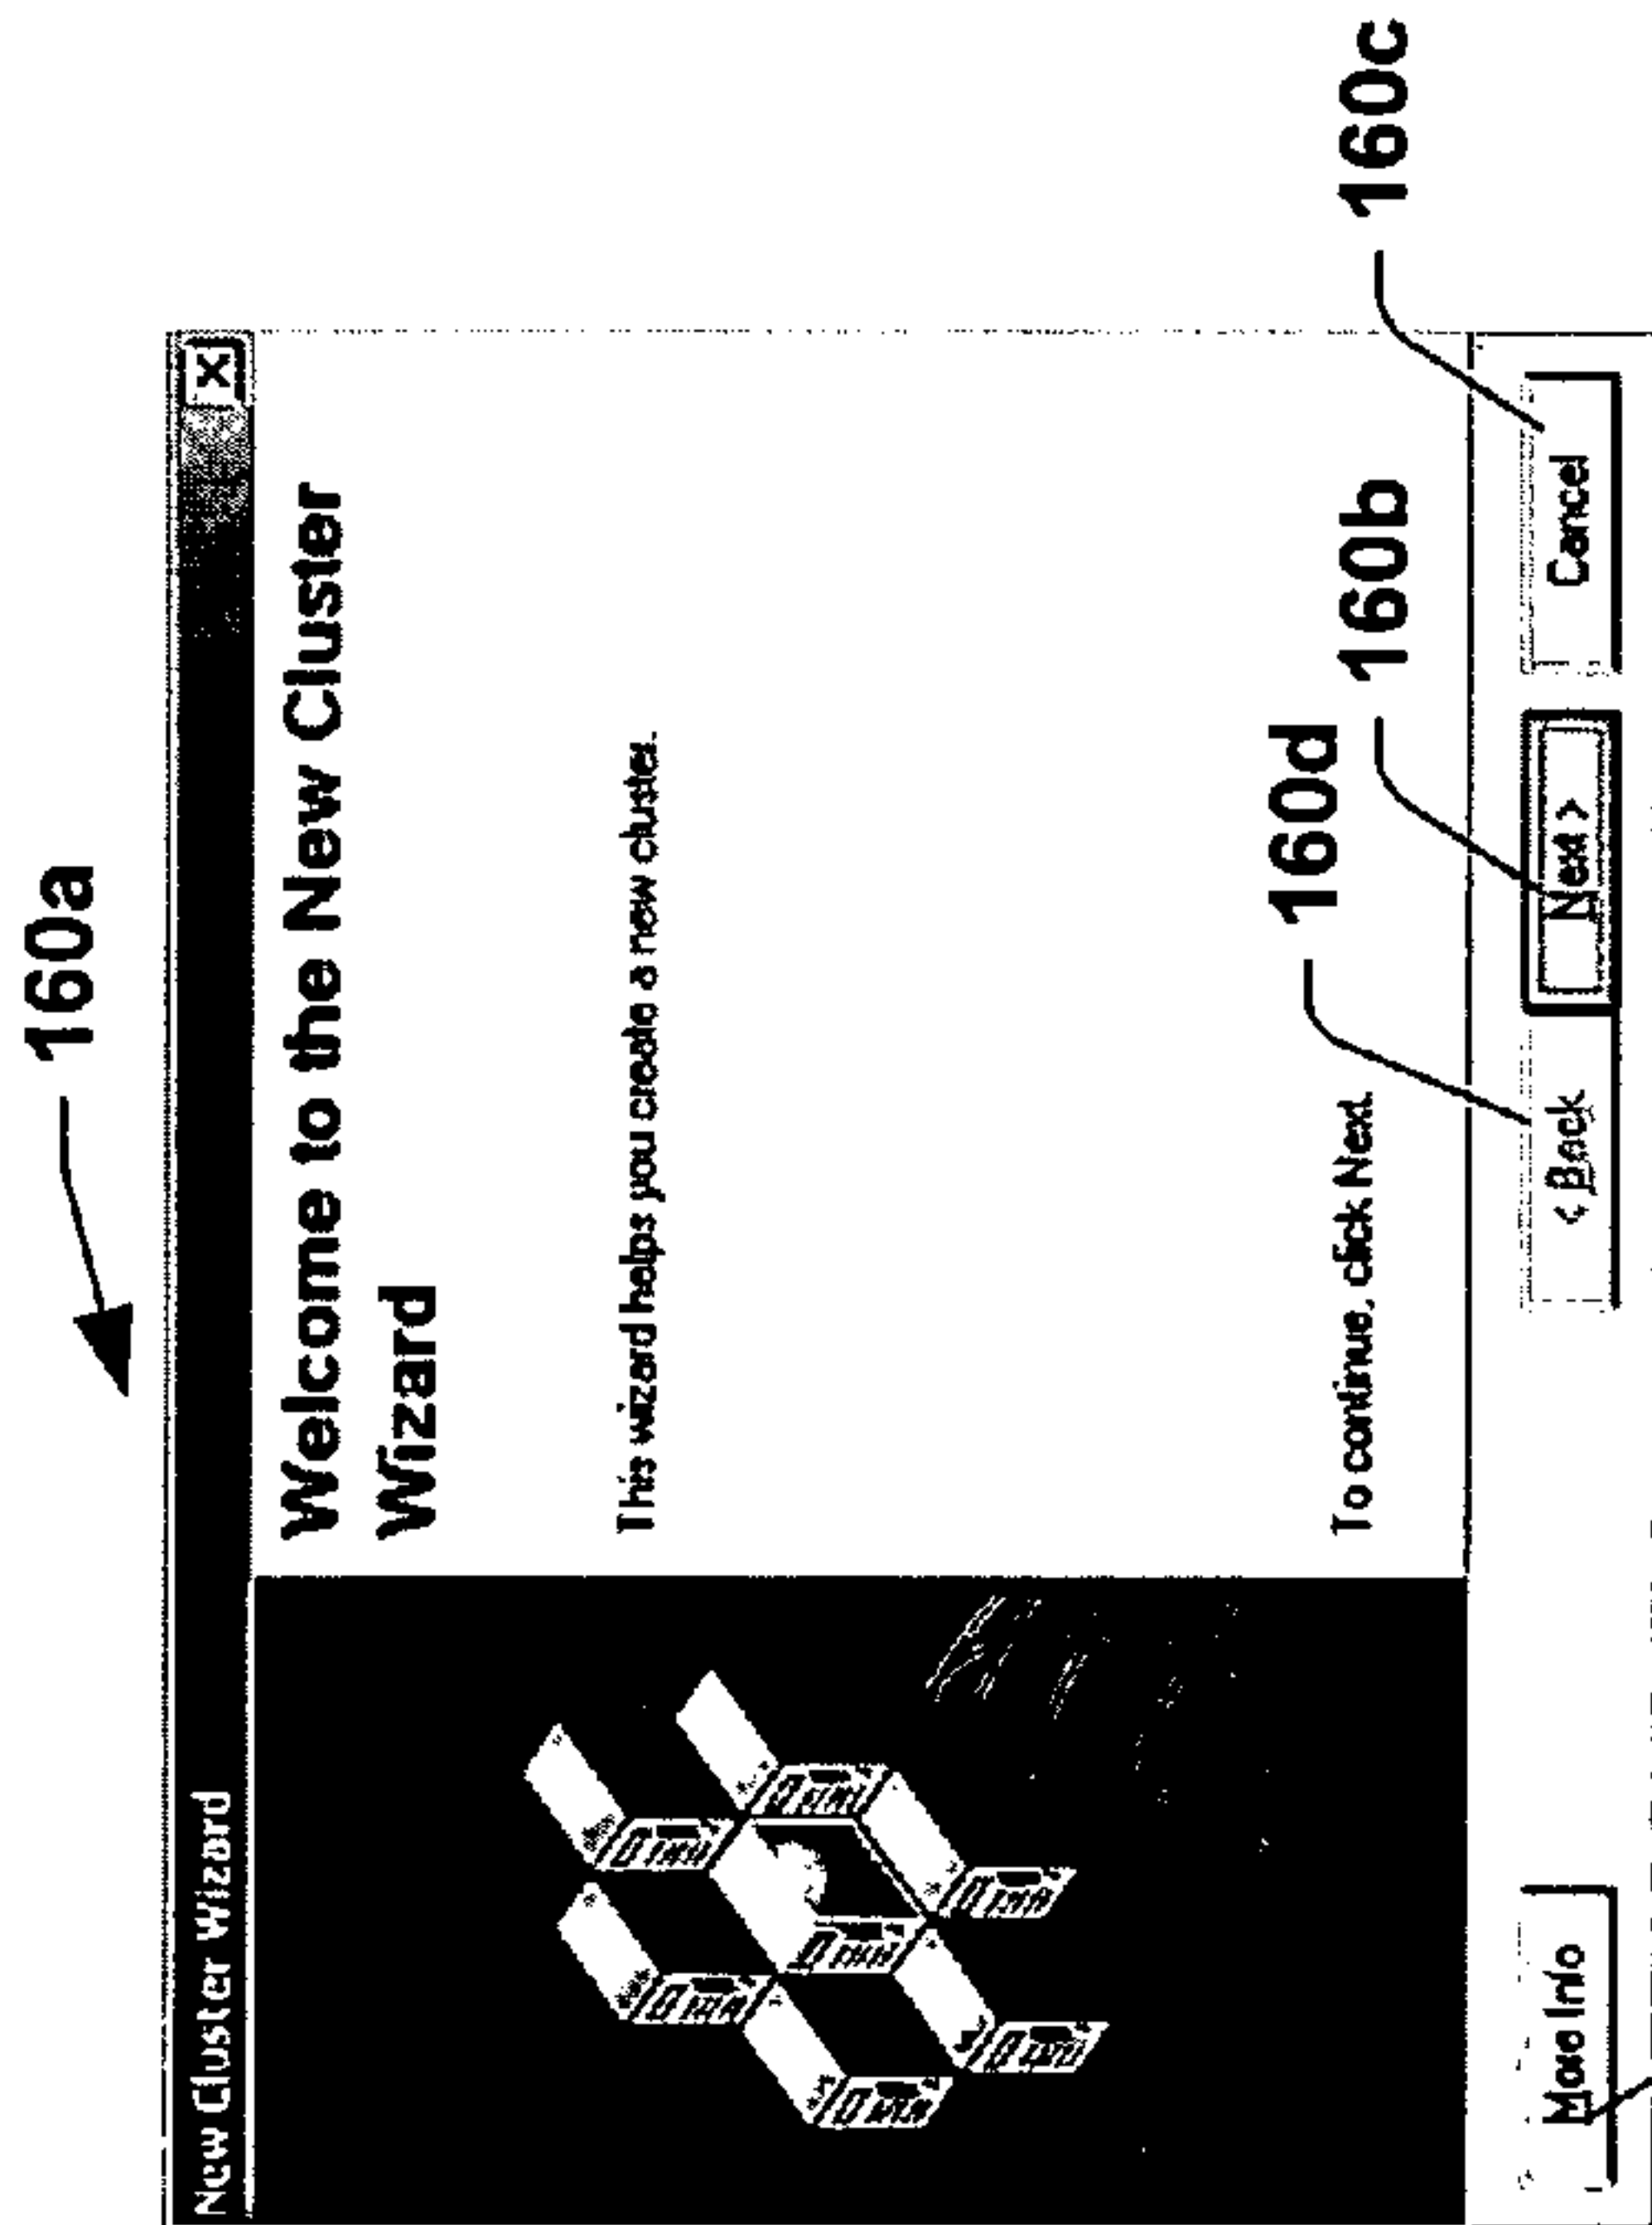 160a
New Cluster Wizard
Welcome to the New Cluster
Wizard
This wizard helps you create a new cluster.
To continue, click Next.
160d
160b
160c
More Info
< Back
Next >
Cancel